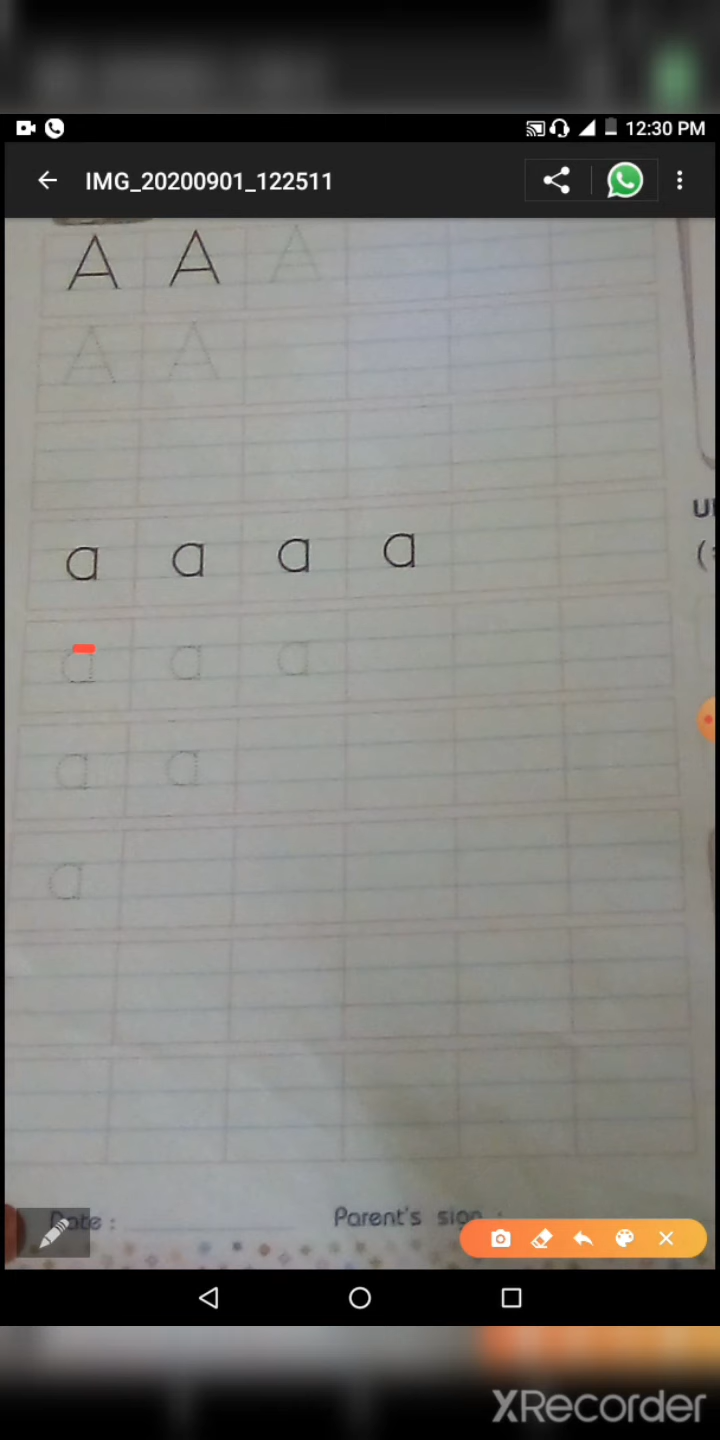 12:30 PM
IMG_20200901_122511
A A A
A A
a a a a
U
(
a a a
a a
a
Date :
Parent's sign :
XRecorder